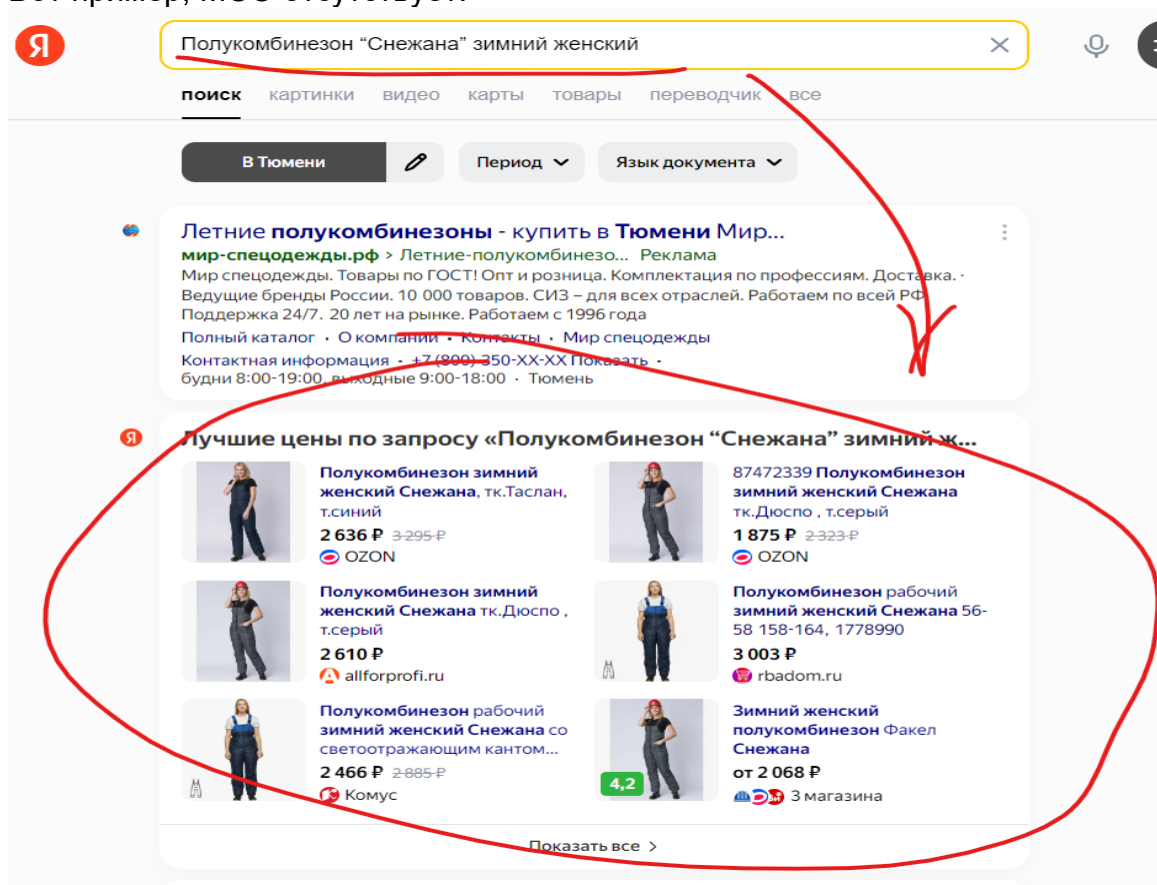 Вот пример, отсутствует:
Я
Полукомбинезон “Снежана” зимний женский
поиск картинки видео карты товары переводчик все
В Тюмени Период Язык документа
Летние полукомбинезоны - купить в Тюмени Мир...
мир-спецодежды.рф > Летние-полукомбинезо... Реклама
Мир спецодежды. Товары по ГОСТ! Опт и розница. Комплектация по профессиям. Доставка. ·
Ведущие бренды России. 10 000 товаров. СИЗ – для всех отраслей. Работаем по всей РФ
Поддержка 24/7. 20 лет на рынке. Работаем с 1996 года
Полный каталог · О компании · Контакты · Мир спецодежды
Контактная информация · +7 (800) 350-XX-XX Показать ·
будни 8:00-19:00, выходные 9:00-18:00 · Тюмень
Я
Лучшие цены по запросу «Полукомбинезон “Снежана” зимний ж...
Полукомбинезон зимний
женский Снежана, тк.Таслан,
т.синий
2 636 ₽ 3 295 ₽
OZON
87472339 Полукомбинезон
зимний женский Снежана
тк.Дюспо , т.серый
1 875 ₽ 2 323 ₽
OZON
Полукомбинезон зимний
женский Снежана тк.Дюспо ,
т.серый
2 610 ₽
allforprofi.ru
Полукомбинезон рабочий
зимний женский Снежана 56-
58 158-164, 1778990
3 003 ₽
rbadom.ru
Полукомбинезон рабочий
зимний женский Снежана со
светоотражающим кантом...
2 466 ₽ 2 885 ₽
Комус
4,2
Зимний женский
полукомбинезон Факел
Снежана
от 2 068 ₽
3 магазина
Показать все >